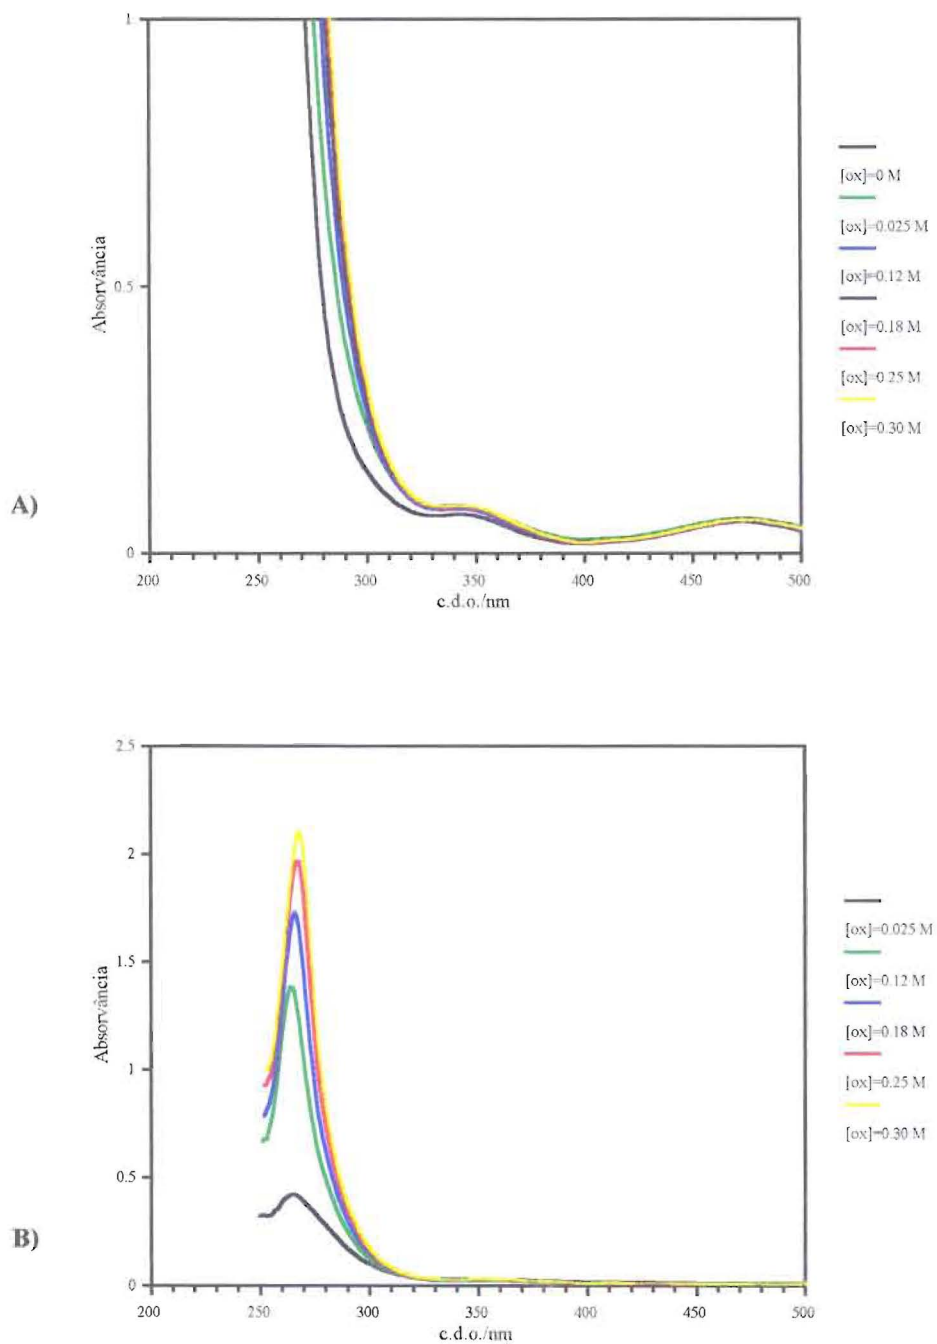 1
0.5
0
Absorvância
200
250
300
350
400
450
500
c.d.o./nm
[ox]=0 M
[ox]=0.025 M
[ox]=0.12 M
[ox]=0.18 M
[ox]=0.25 M
[ox]=0.30 M
A)
2.5
2
1.5
1
0.5
0
Absorvância
200
250
300
350
400
450
500
c.d.o./nm
[ox]=0.025 M
[ox]=0.12 M
[ox]=0.18 M
[ox]=0.25 M
[ox]=0.30 M
B)